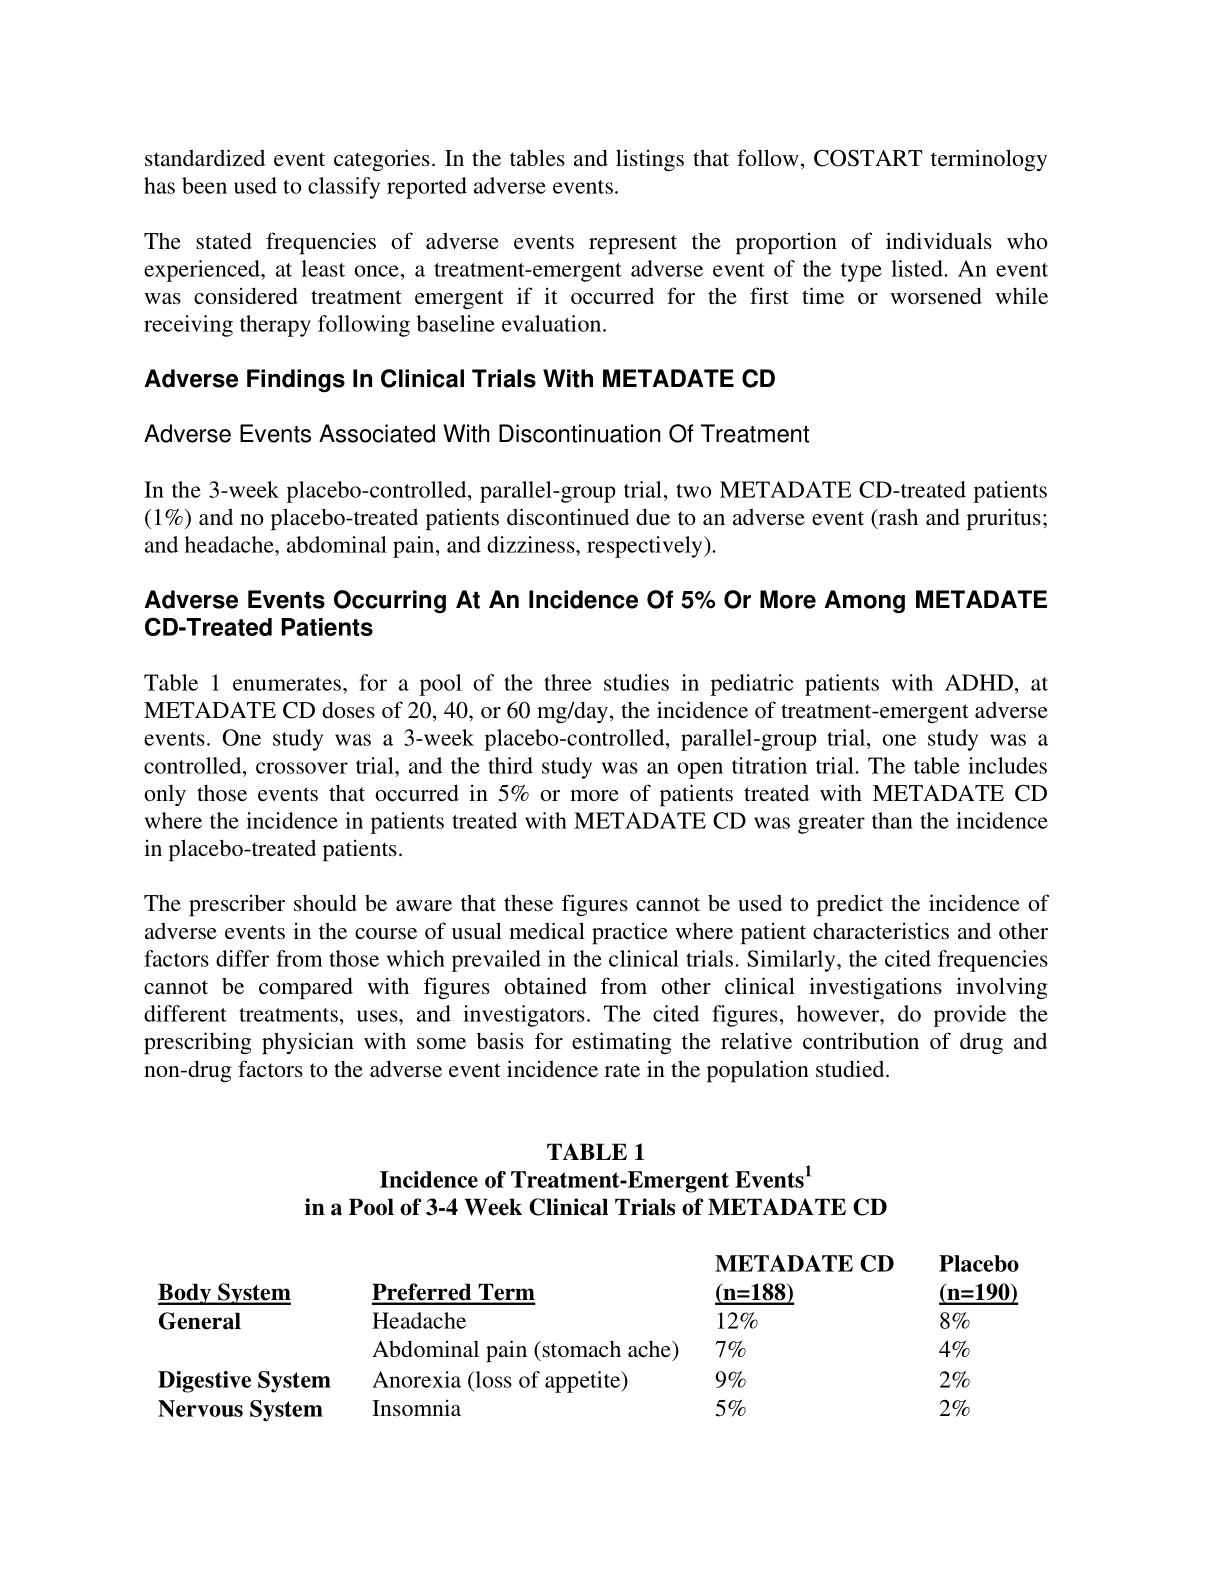 standardized event categories. In the tables and listings that follow, COSTART terminology
has been used to classify reported adverse events.
The stated frequencies of adverse events represent the proportion of individuals who
experienced, at least once, a treatment-emergent adverse event of the type listed. An event
was considered treatment emergent if it occurred for the first time or worsened while
receiving therapy following baseline evaluation.
Adverse Findings In Clinical Trials With METADATE CD
Adverse Events Associated With Discontinuation Of Treatment
In the 3-week placebo-controlled, parallel-group trial, two METADATE CD-treated patients
(1%) and no placebo-treated patients discontinued due to an adverse event (rash and pruritus;
and headache, abdominal pain, and dizziness, respectively).
Adverse Events Occurring At An Incidence Of 5% Or More Among METADATE
CD-Treated Patients
Table 1 enumerates, for a pool of the three studies in pediatric patients with ADHD, at
METADATE CD doses of 20, 40, or 60 mg/day, the incidence of treatment-emergent adverse
events. One study was a 3-week placebo-controlled, parallel-group trial, one study was a
controlled, crossover trial, and the third study was an open titration trial. The table includes
only those events that occurred in 5% or more of patients treated with METADATE CD
where the incidence in patients treated with METADATE CD was greater than the incidence
in placebo-treated patients.
The prescriber should be aware that these figures cannot be used to predict the incidence of
adverse events in the course of usual medical practice where patient characteristics and other
factors differ from those which prevailed in the clinical trials. Similarly, the cited frequencies
cannot be compared with figures obtained from other clinical investigations involving
different treatments, uses, and investigators. The cited figures, however, do provide the
prescribing physician with some basis for estimating the relative contribution of drug and
non-drug factors to the adverse event incidence rate in the population studied.
TABLE 1
Incidence of Treatment-Emergent Events¹
in a Pool of 3-4 Week Clinical Trials of METADATE CD
METADATE CD Placebo
Body System Preferred Term (n=188) (n=190)
General Headache 12% 8%
Abdominal pain (stomach ache) 7% 4%
Digestive System Anorexia (loss of appetite) 9% 2%
Nervous System Insomnia 5% 2%